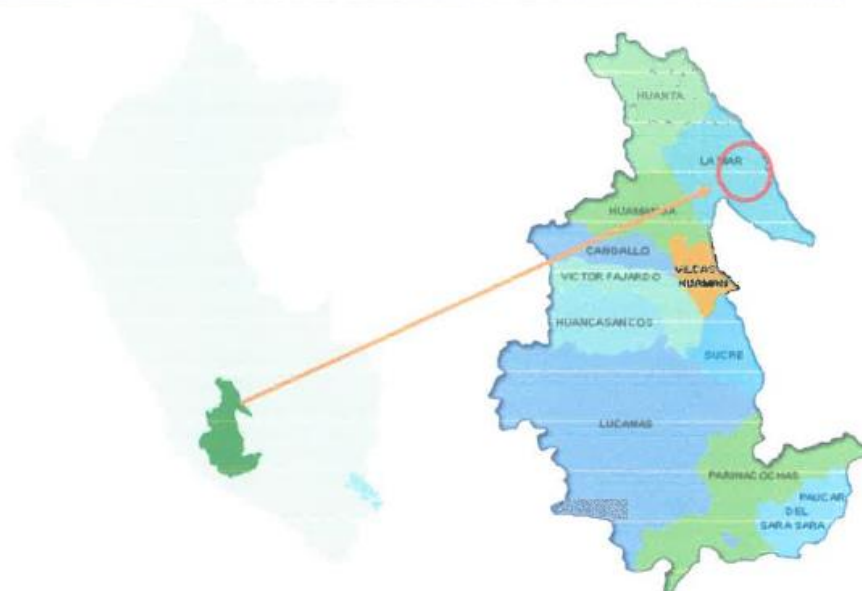 HUANTA
LA MAR
HUAMANGA
CANGALLO
VILCAS
HUAMAN
VICTOR FAJARDO
HUANCASANCOS
SUCRE
LUCANAS
PARINACOCHAS
PAUCAR
DEL
SARA SARA